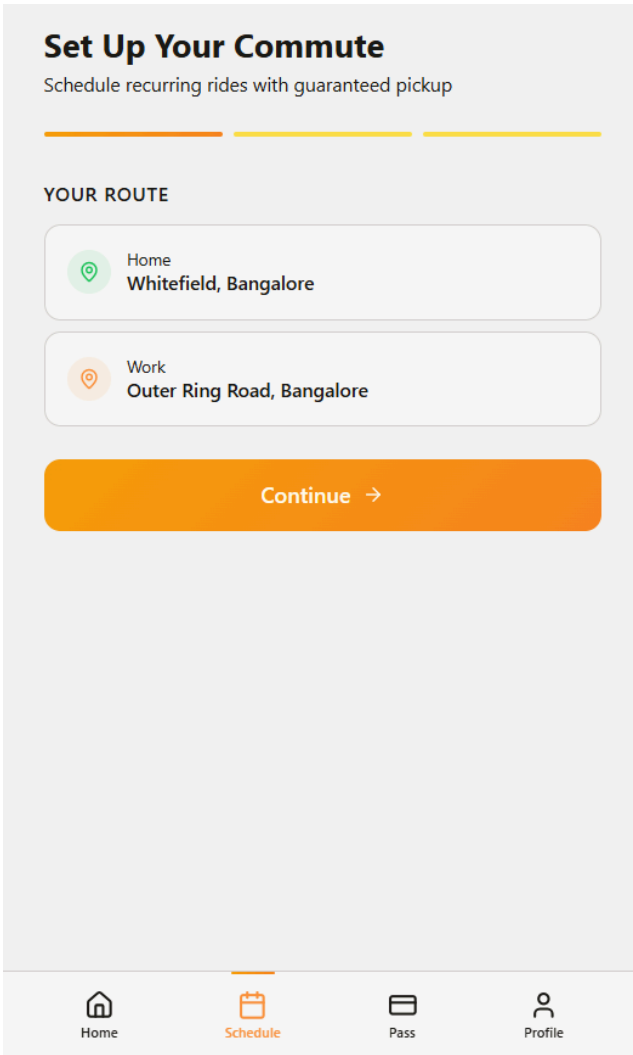 Set Up Your Commute
Schedule recurring rides with guaranteed pickup
YOUR ROUTE
Home
Whitefield, Bangalore
Work
Outer Ring Road, Bangalore
Continue →
Home
Schedule
Pass
Profile